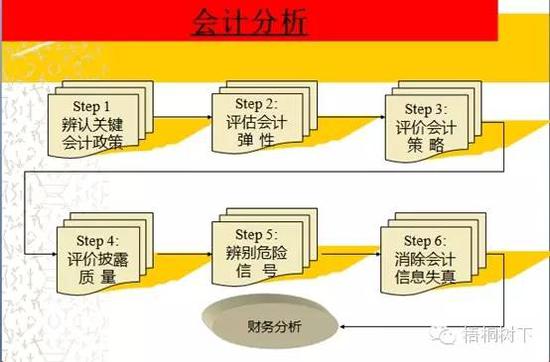 会计分析
Step 1
辨认关键
会计政策
Step 2:
评估会计
弹 性
Step 3:
评价会计
策 略
Step 4:
评价披露
质 量
Step 5:
辨别危险
信 号
Step 6:
消除会计
信息失真
财务分析
梧桐树下